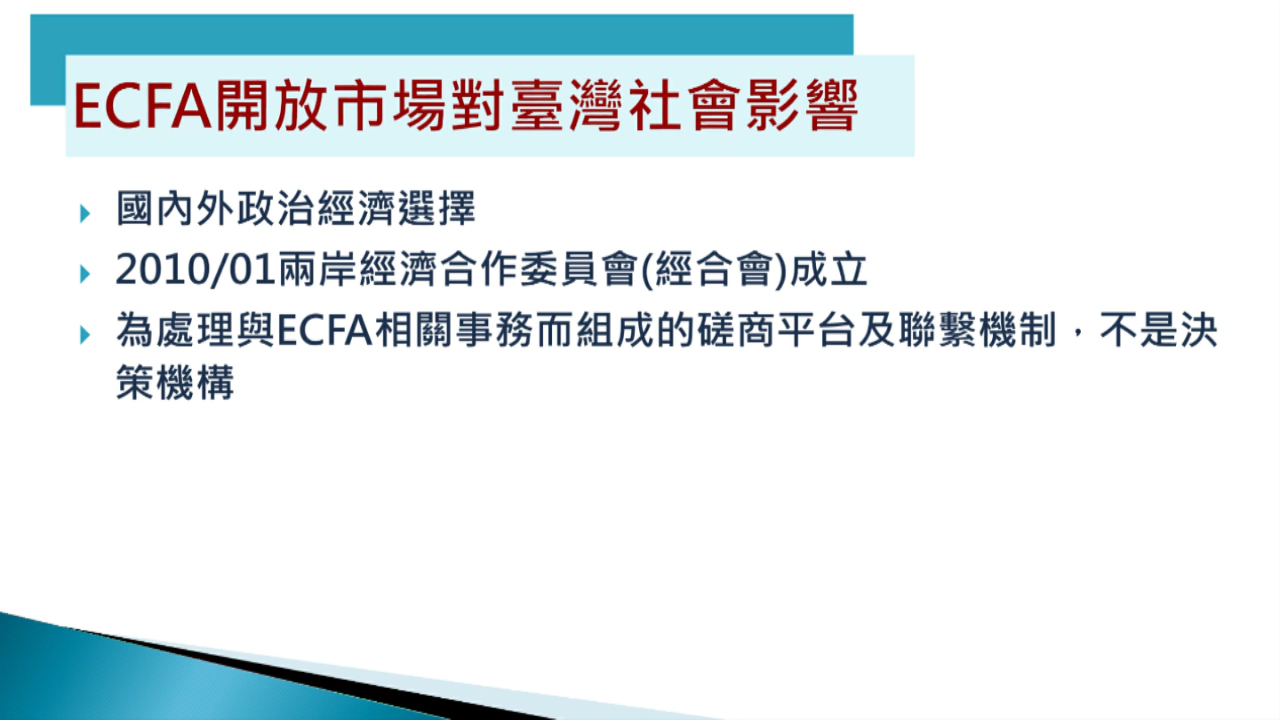 ECFA開放市場對臺灣社會影響
國內外政治經濟選擇
2010/01兩岸經濟合作委員會(經合會)成立
為處理與ECFA相關事務而組成的磋商平台及聯繫機制，不是決
策機構